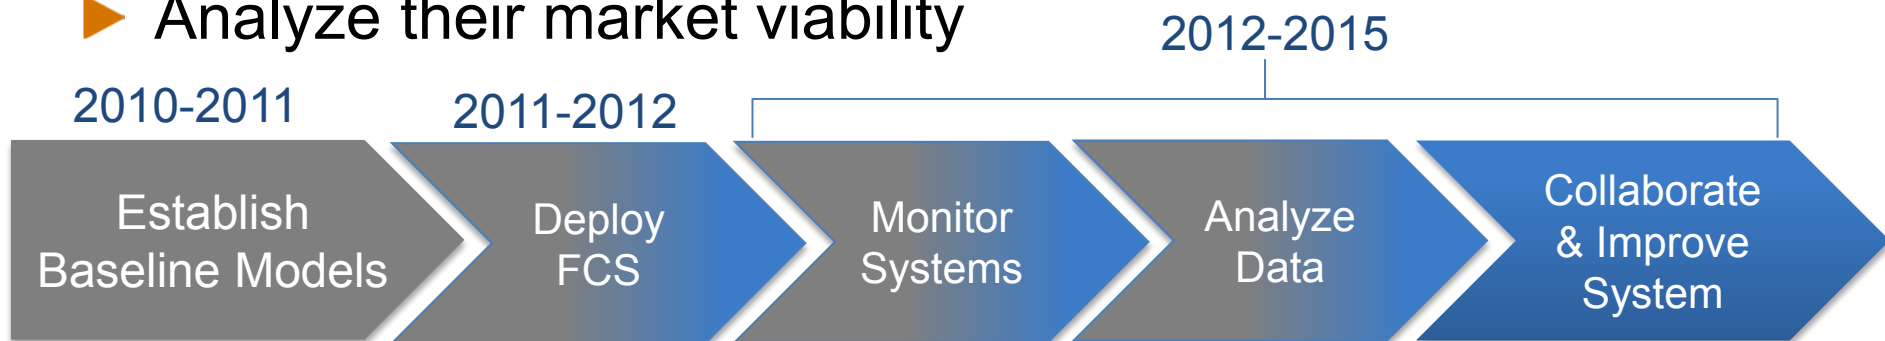 Analyze their market viability
2012-2015
2010-2011
2011-2012
Establish
Baseline Models
Deploy
FCS
Monitor
Systems
Analyze
Data
Collaborate
& Improve
System